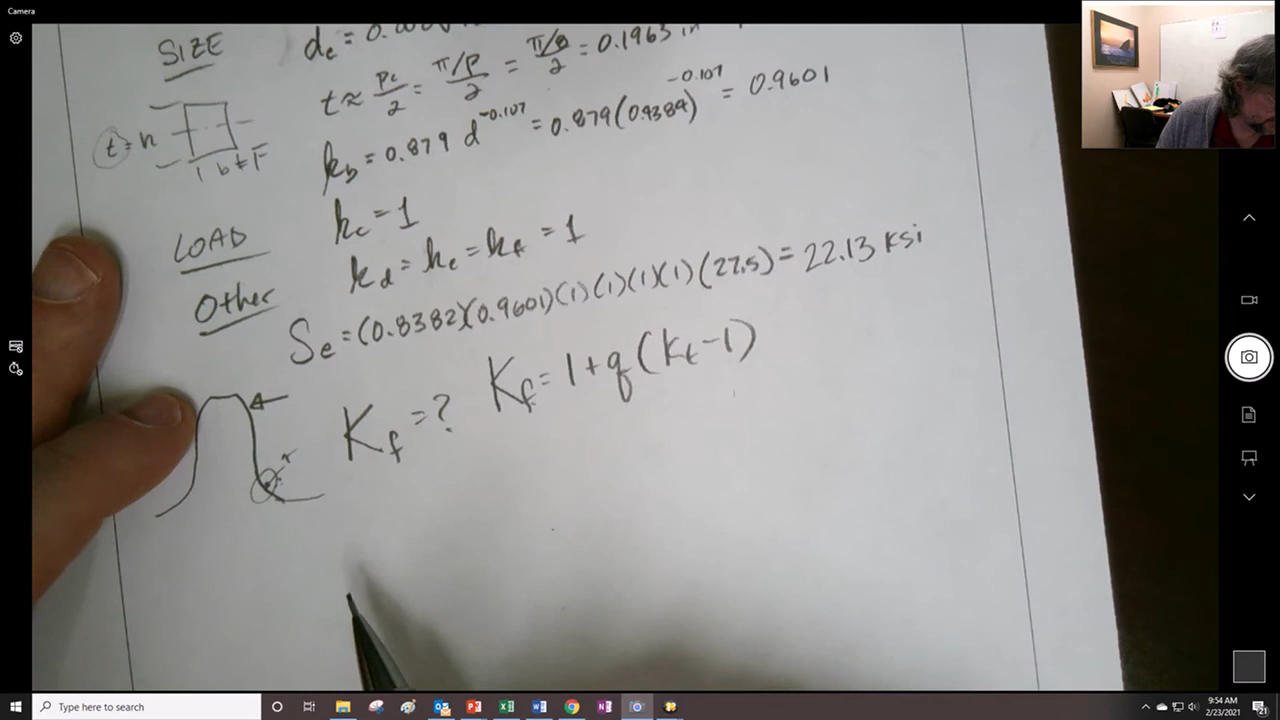 Camera
SIZE
d_e = 0.
t ≈ p_c/2 = π/P/2 = π/8/2 = 0.1963 in
t = h
b = F
k_b = 0.879 d^-0.107 = 0.879(0.4384)^-0.107 = 0.9601
LOAD
k_c = 1
Other
k_d = k_e = k_f = 1
S_e = (0.8382)(0.9601)(1)(1)(1)(1)(27.5) = 22.13 ksi
K_f = ?
K_f = 1 + q(k_t - 1)
Type here to search
9:54 AM
2/23/2021
21